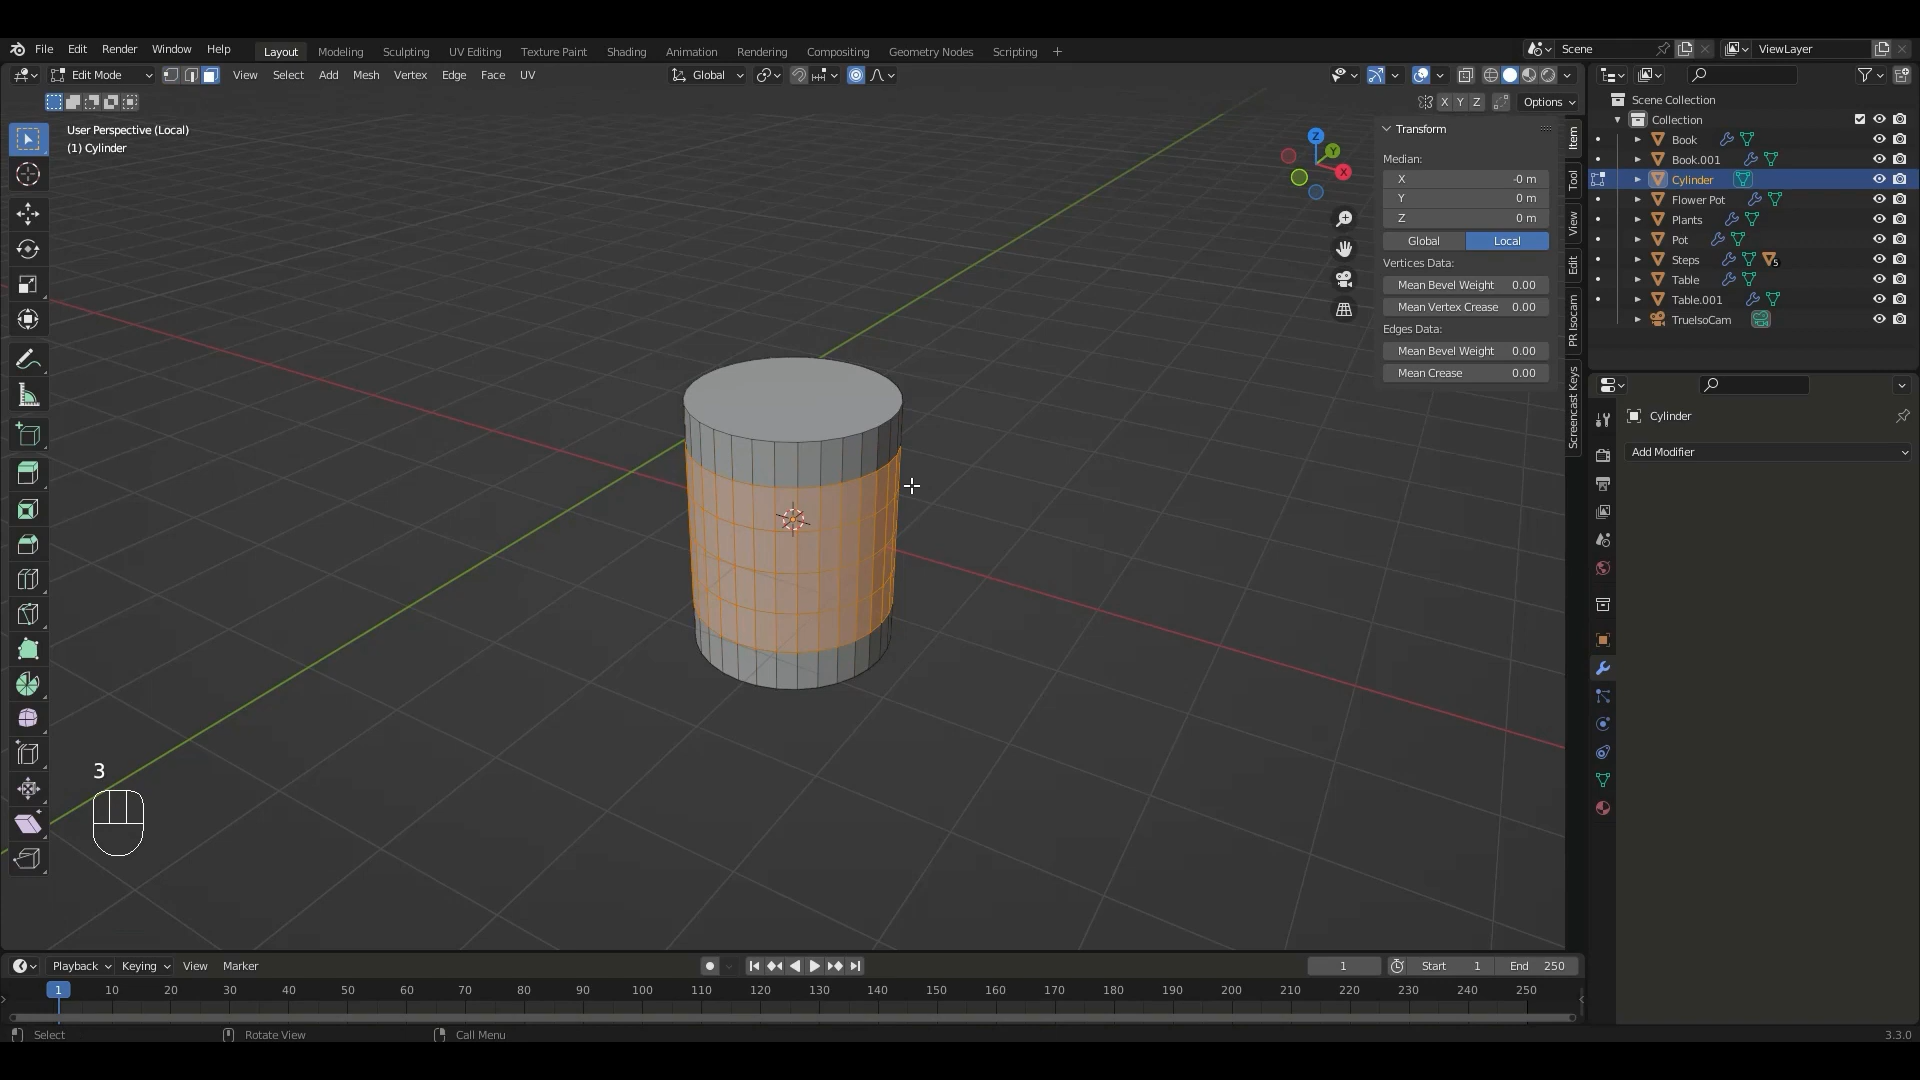 File Edit Render Window Help Layout Modeling Sculpting UV Editing Texture Paint Shading Animation Rendering Compositing Geometry Nodes Scripting + Scene ViewLayer
Edit Mode View Select Add Mesh Vertex Edge Face UV Global
X Y Z Options
User Perspective (Local)
(1) Cylinder
Transform
Median:
X -0 m
Y 0 m
Z 0 m
Global Local
Vertices Data:
Mean Bevel Weight 0.00
Mean Vertex Crease 0.00
Edges Data:
Mean Bevel Weight 0.00
Mean Crease 0.00
Item
Tool
View
Edit
PR Isocam
Screencast Keys
Z
Y
X
Scene Collection
Collection
Book
Book.001
Cylinder
Flower Pot
Plants
Pot
Steps 5
Table
Table.001
TrueIsoCam
Cylinder
Add Modifier
3
Playback Keying View Marker 1 Start 1 End 250
1 10 20 30 40 50 60 70 80 90 100 110 120 130 140 150 160 170 180 190 200 210 220 230 240 250
Select Rotate View Call Menu 3.3.0